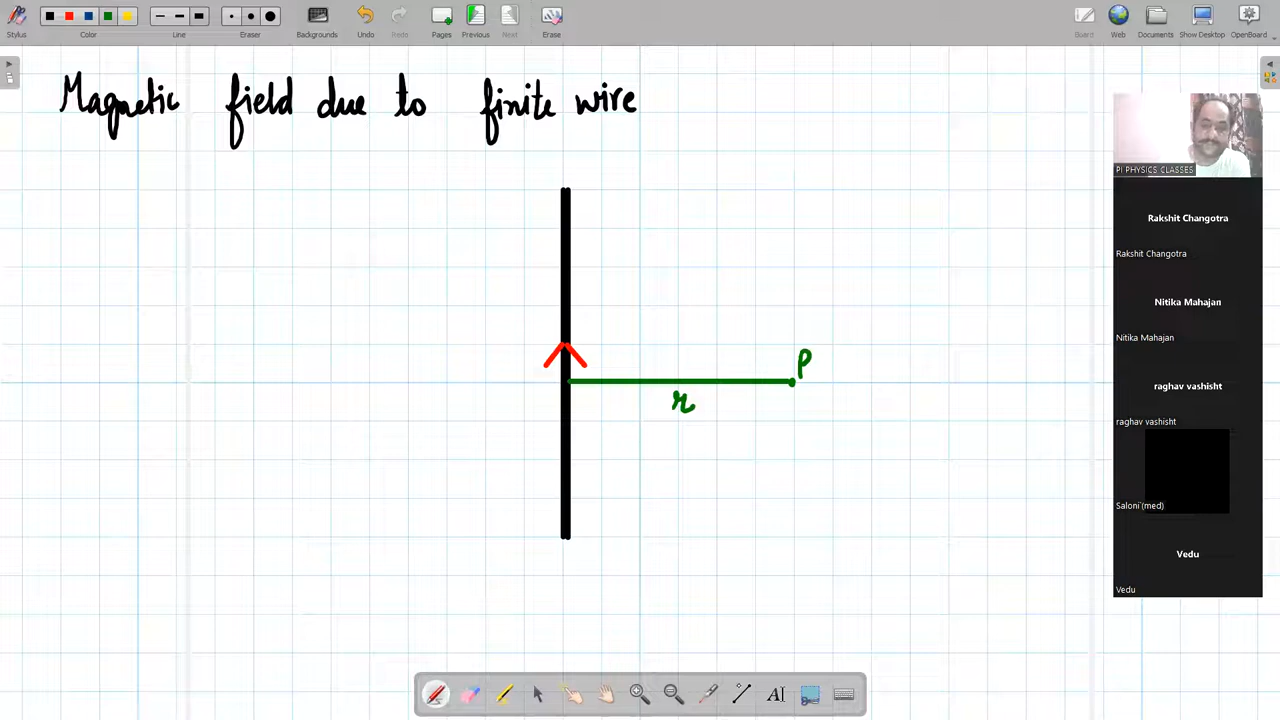 Stylus
Color
Line
Eraser
Backgrounds
Undo
Redo
Pages
Previous
Next
Erase
Board
Web
Documents
Show Desktop
OpenBoard
Magnetic field due to finite wire
P
r
PI PHYSICS CLASSES
Rakshit Changotra
Rakshit Changotra
Nitika Mahajan
Nitika Mahajan
raghav vashisht
raghav vashisht
Saloni (med)
Vedu
Vedu
AI